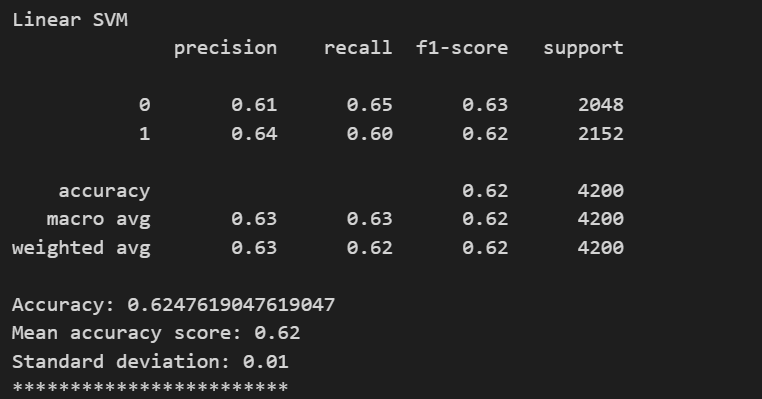 Linear SVM
precision recall f1-score support
0 0.61 0.65 0.63 2048
1 0.64 0.60 0.62 2152
accuracy 0.62 4200
macro avg 0.63 0.63 0.62 4200
weighted avg 0.63 0.62 0.62 4200
Accuracy: 0.6247619047619047
Mean accuracy score: 0.62
Standard deviation: 0.01
************************